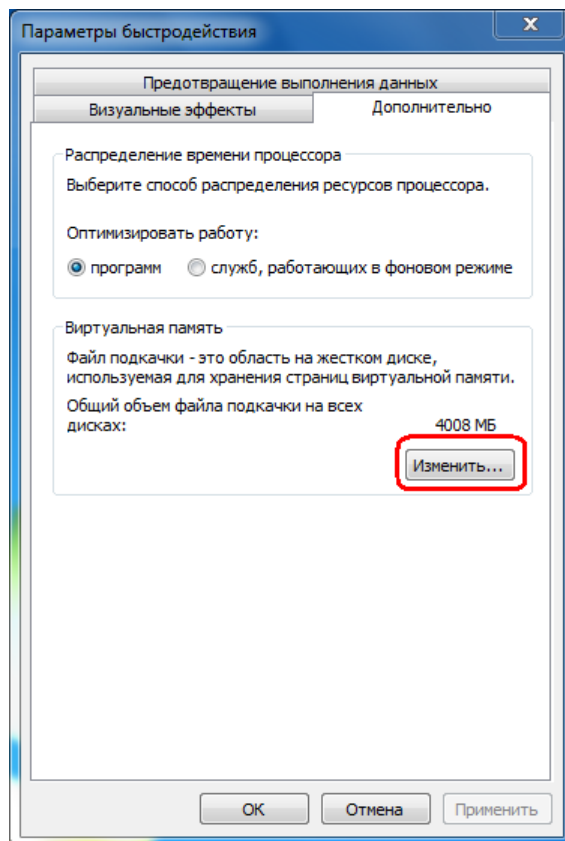 Параметры быстродействия
Предотвращение выполнения данных
Визуальные эффекты
Дополнительно
Распределение времени процессора
Выберите способ распределения ресурсов процессора.
Оптимизировать работу:
программ
служб, работающих в фоновом режиме
Виртуальная память
Файл подкачки - это область на жестком диске,
используемая для хранения страниц виртуальной памяти.
Общий объем файла подкачки на всех
дисках:
4008 МБ
Изменить...
ОК
Отмена
Применить